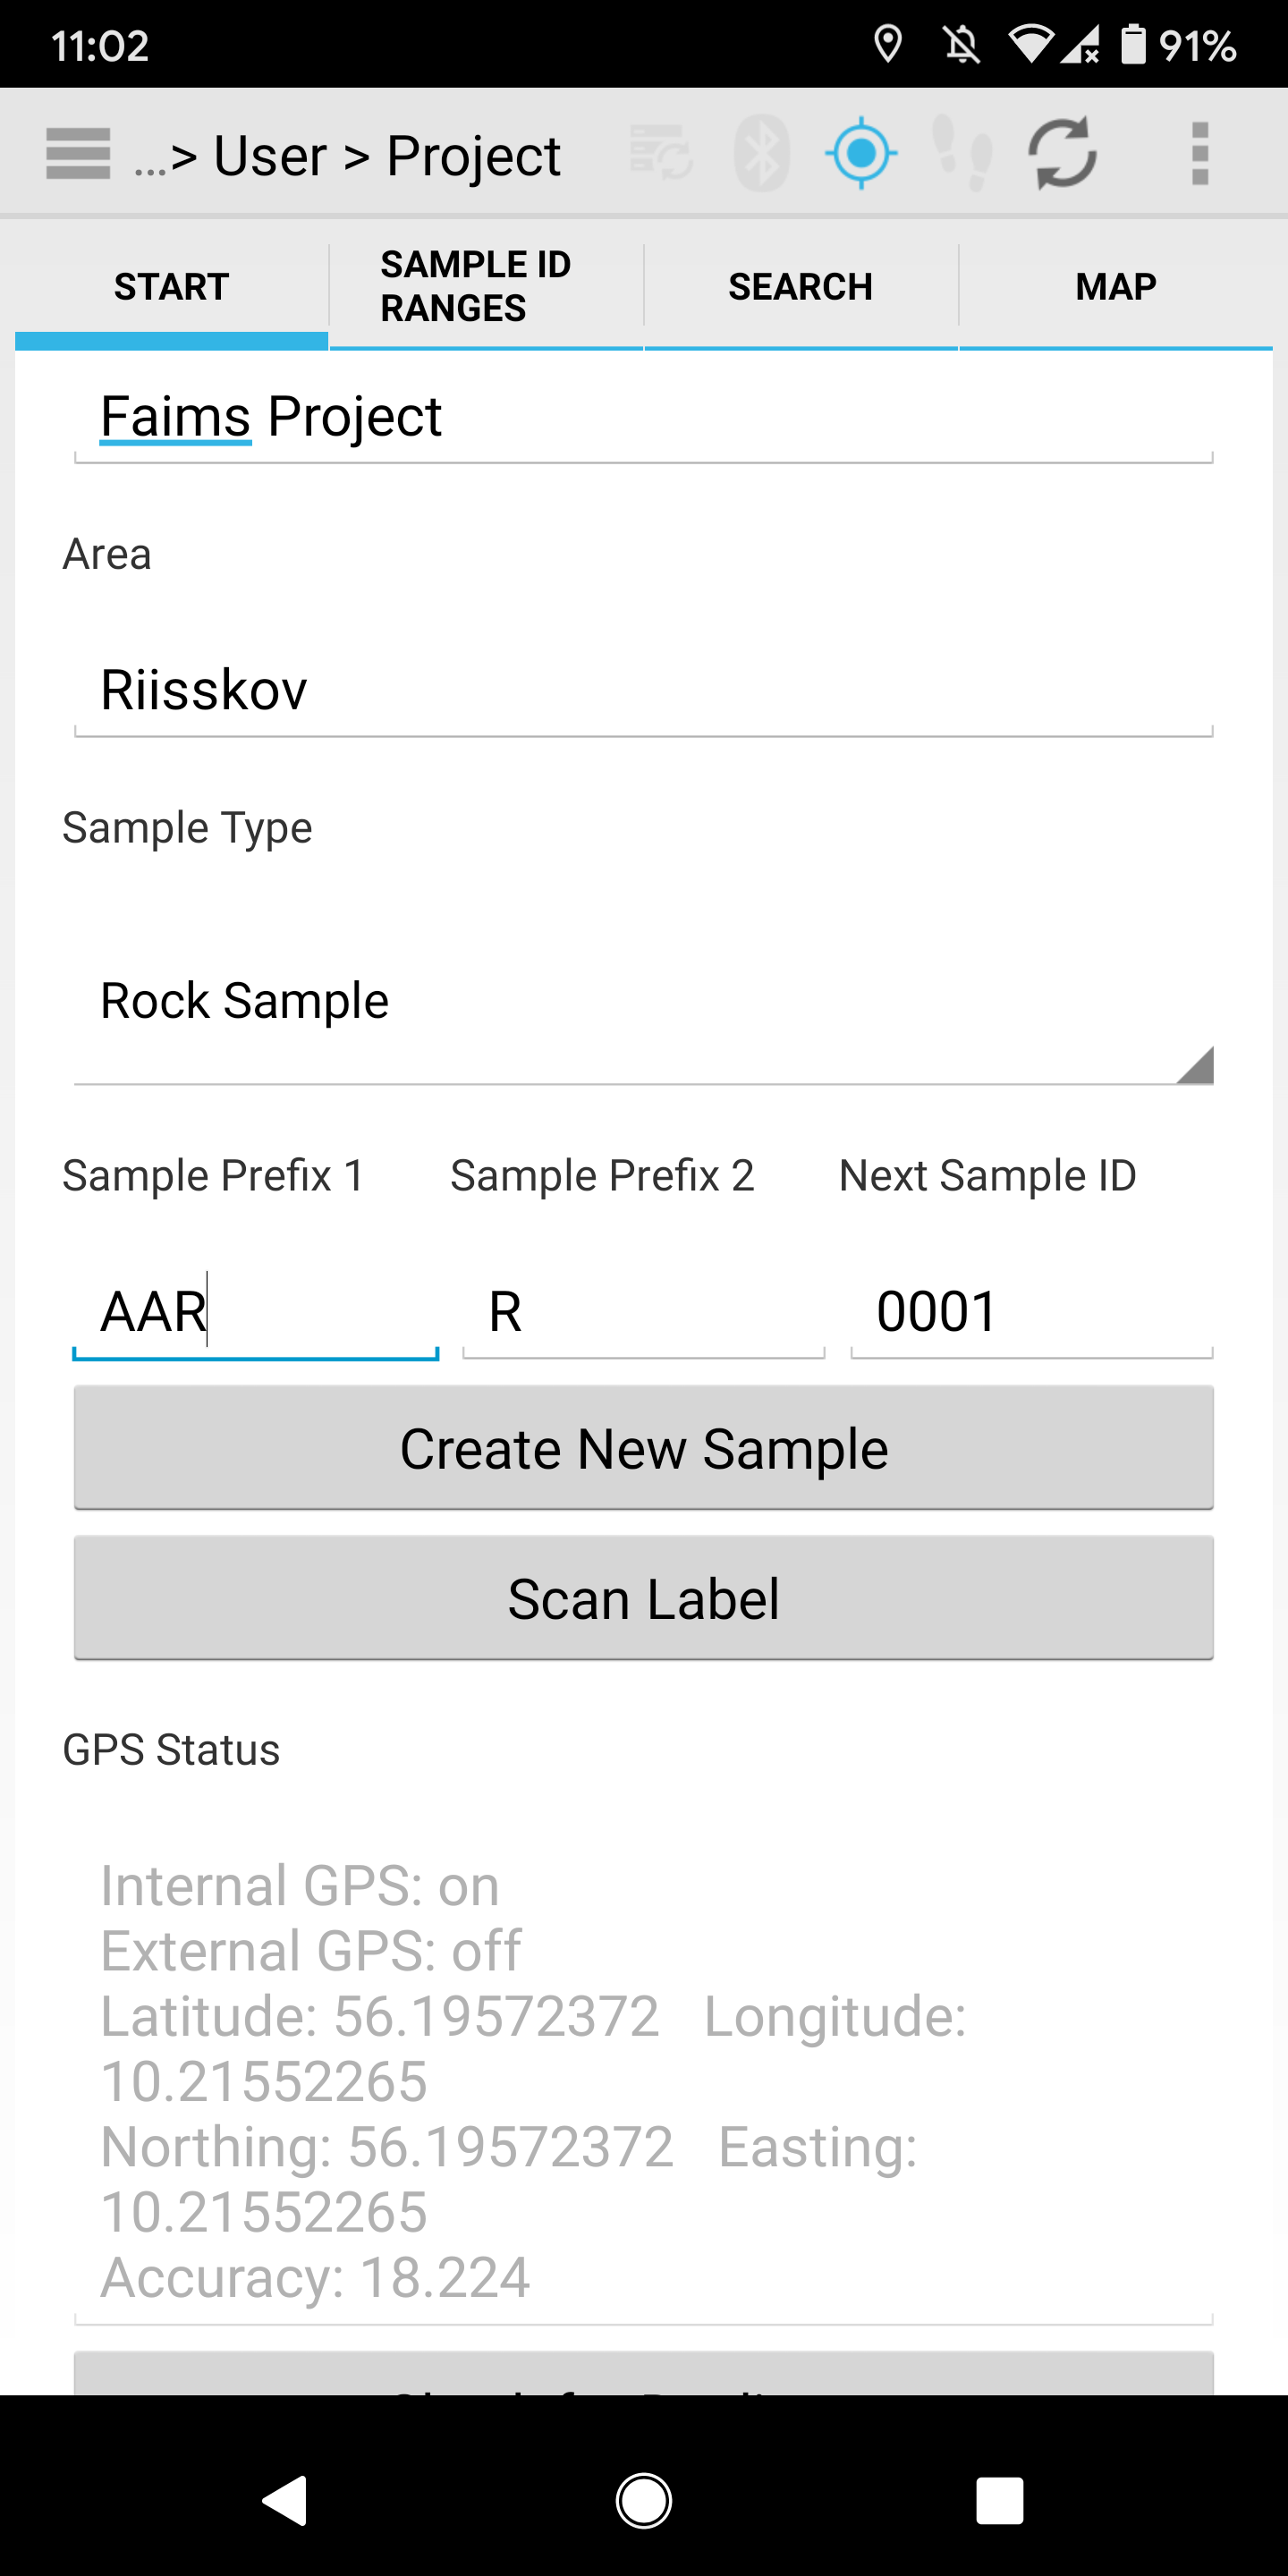 11:02
91%
...> User > Project
START
SAMPLE ID
RANGES
SEARCH
MAP
Faims Project
Area
Riisskov
Sample Type
Rock Sample
Sample Prefix 1 Sample Prefix 2 Next Sample ID
AAR R 0001
Create New Sample
Scan Label
GPS Status
Internal GPS: on
External GPS: off
Latitude: 56.19572372 Longitude:
10.21552265
Northing: 56.19572372 Easting:
10.21552265
Accuracy: 18.224